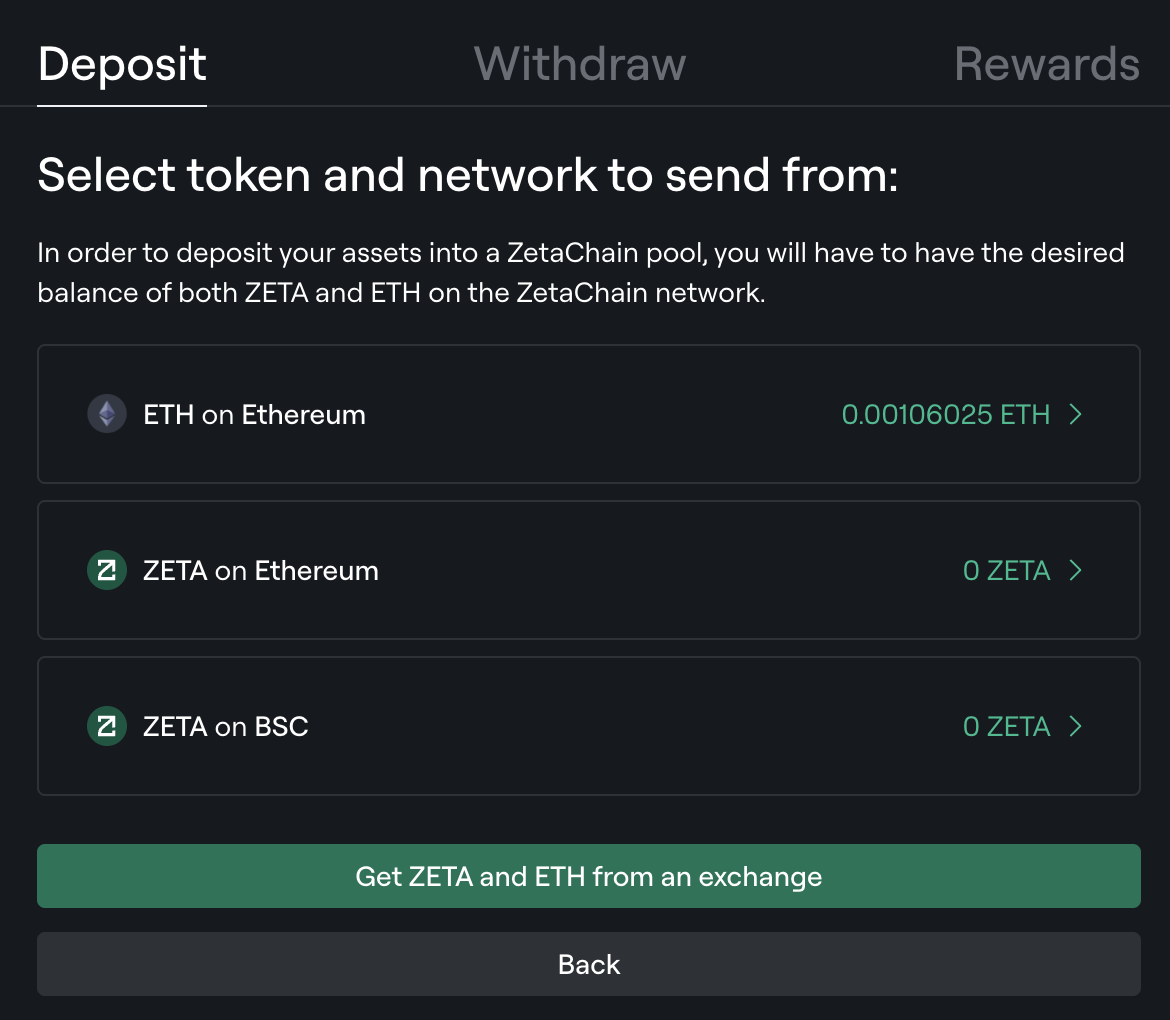 Deposit
Withdraw
Rewards
Select token and network to send from:
In order to deposit your assets into a ZetaChain pool, you will have to have the desired
balance of both ZETA and ETH on the ZetaChain network.
ETH on Ethereum
0.00106025 ETH
ZETA on Ethereum
0 ZETA
ZETA on BSC
0 ZETA
Get ZETA and ETH from an exchange
Back